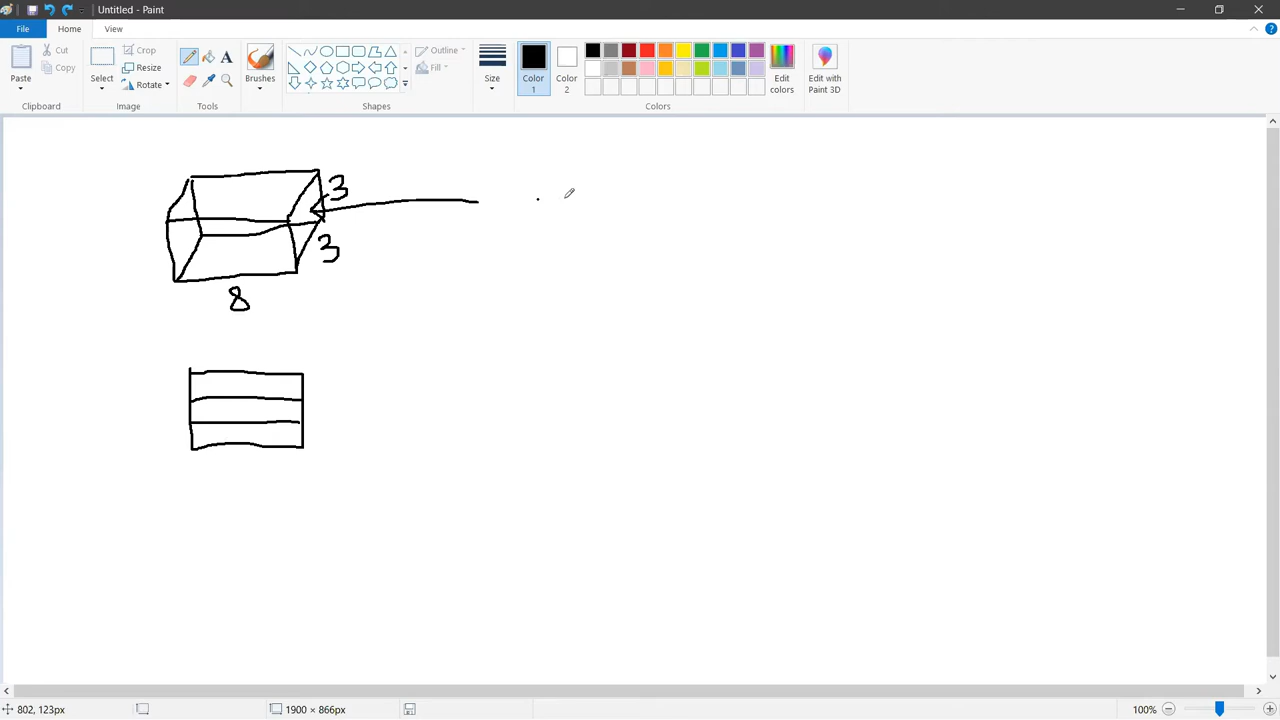 Untitled - Paint
File
Home
View
Paste
Cut
Copy
Clipboard
Select
Crop
Resize
Rotate
Image
A
Tools
Brushes
Outline
Fill
Shapes
Size
Color
1
Color
2
Edit
colors
Colors
Edit with
Paint 3D
3
3
8
802, 123px
1900 × 866px
100%